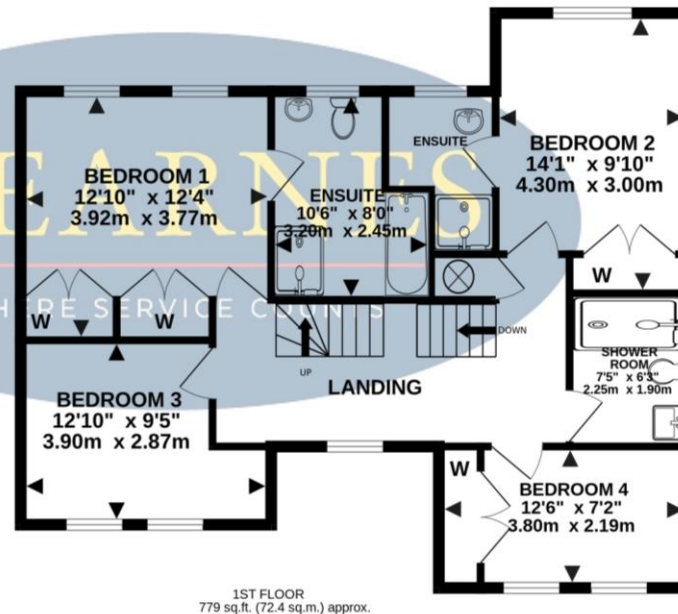 BEDROOM 1
12'10" x 12'4"
3.92m x 3.77m
ENSUITE
10'6" x 8'0"
3.20m x 2.45m
ENSUITE
BEDROOM 2
14'1" x 9'10"
4.30m x 3.00m
EARNES
HERE SERVICE COUNTS
W
W
W
UP
DOWN
LANDING
SHOWER
ROOM
7'5" x 6'3"
2.25m x 1.90m
BEDROOM 3
12'10" x 9'5"
3.90m x 2.87m
W
BEDROOM 4
12'6" x 7'2"
3.80m x 2.19m
1ST FLOOR
779 sq.ft. (72.4 sq.m.) approx.